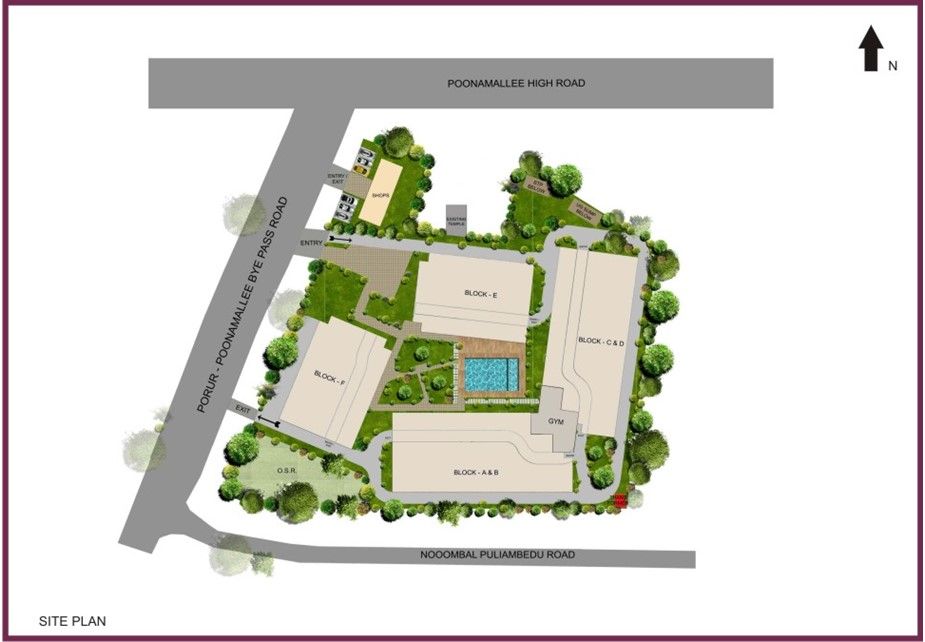 N
POONAMALLEE HIGH ROAD
ENTRY /
EXIT
SHOPS
STP
BELOW
UG SUMP
BELOW
EXISTING
TEMPLE
PORUR - POONAMALLEE BYE PASS ROAD
ENTRY
BLOCK - E
BLOCK - C & D
BLOCK - F
EXIT
GYM
O.S.R.
BLOCK - A & B
NOOOMBAL PULIAMBEDU ROAD
SITE PLAN